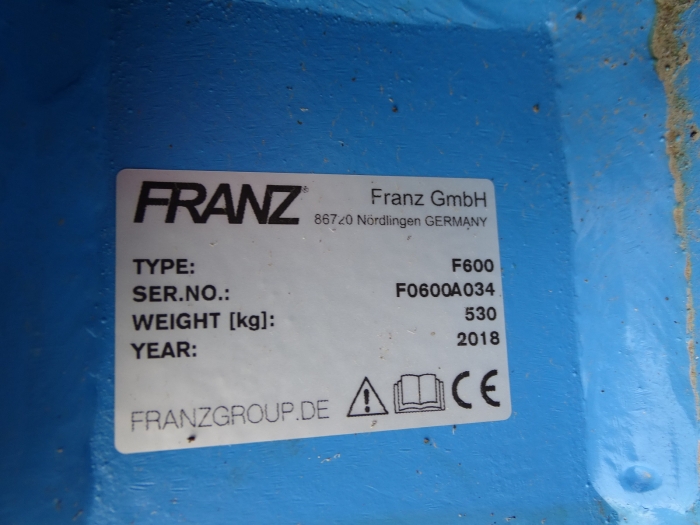 FRANZ®
Franz GmbH
86720 Nördlingen GERMANY
TYPE: F600
SER.NO.: F0600A034
WEIGHT [kg]: 530
YEAR: 2018
FRANZGROUP.DE CE